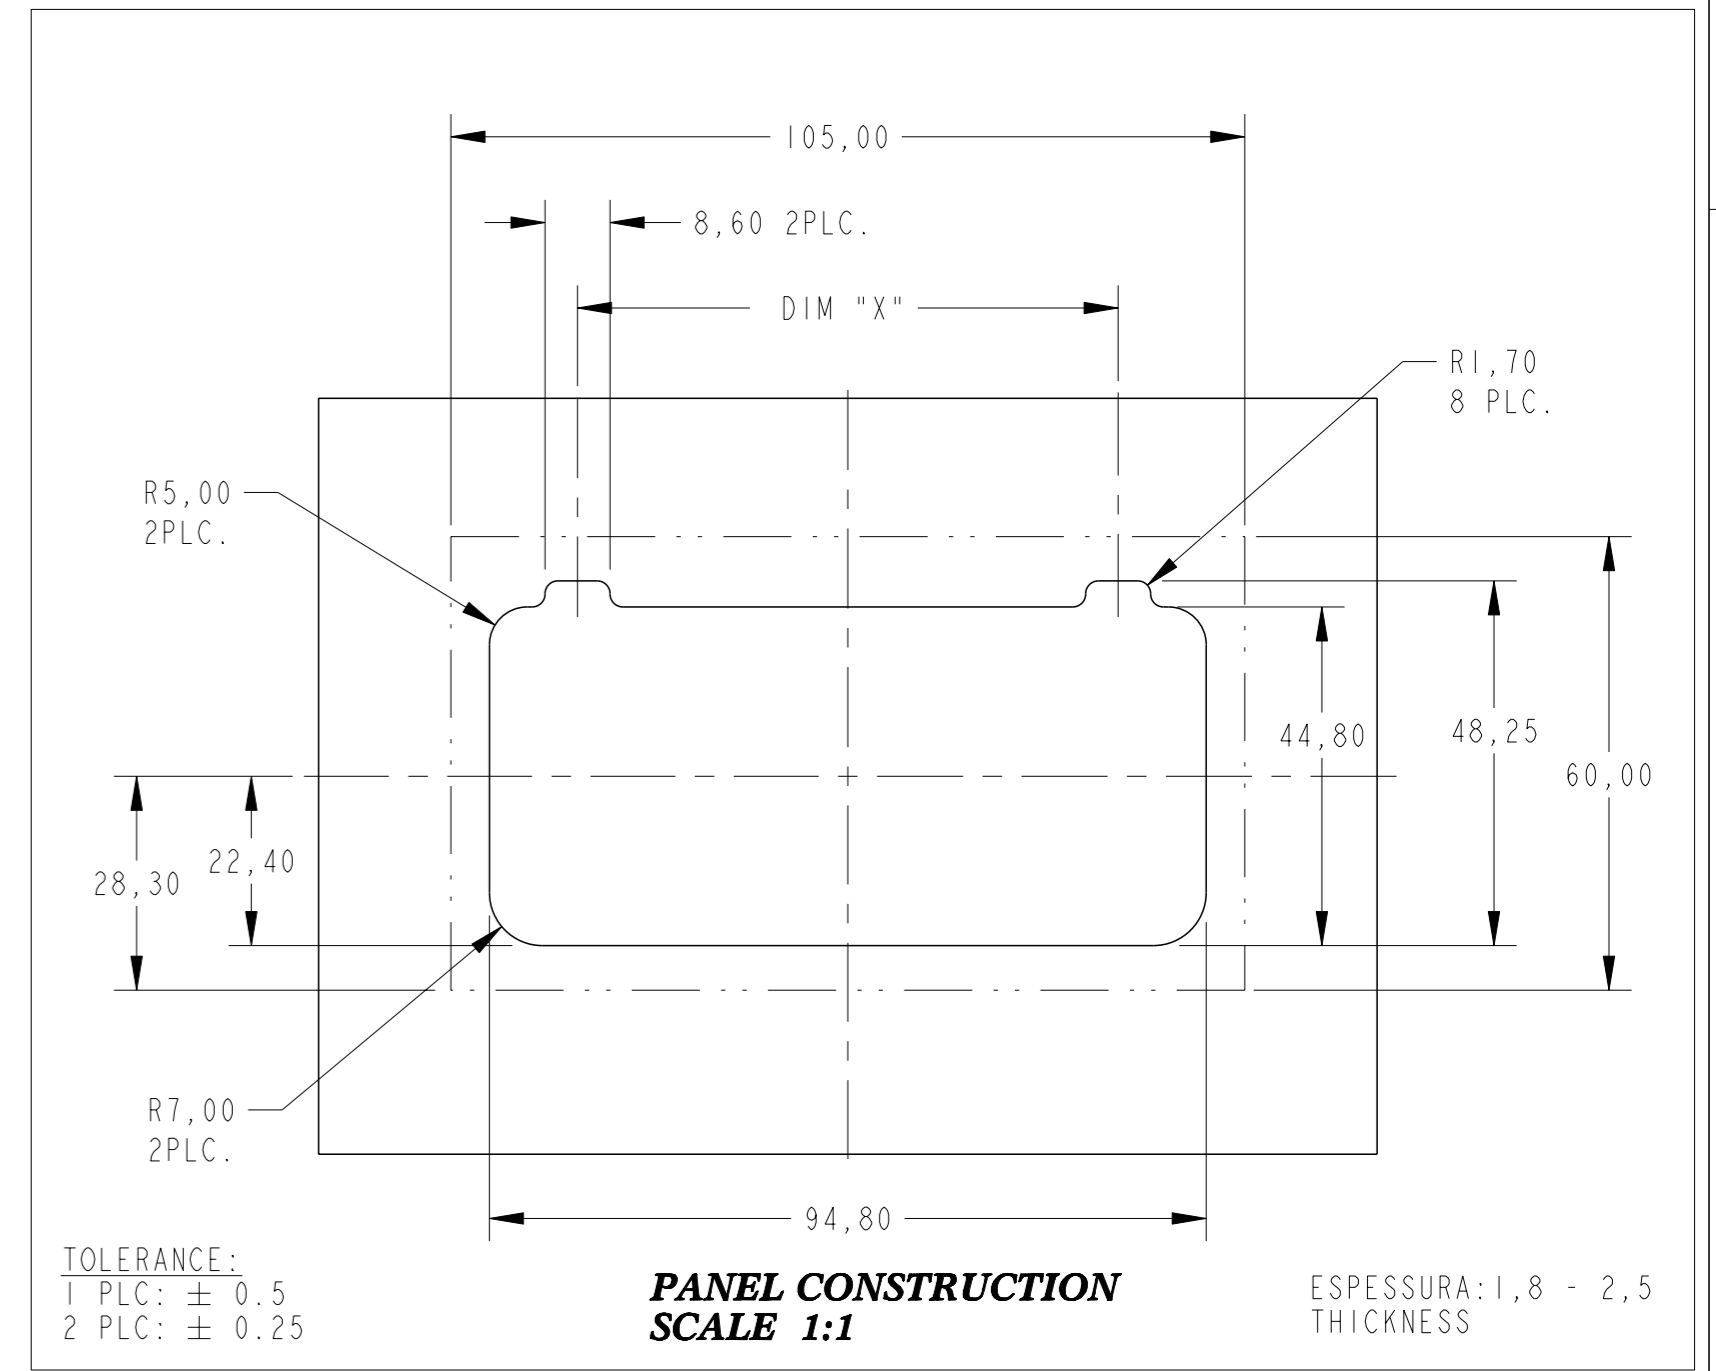 105,00
8,60 2PLC.
DIM "X"
R1,70
8 PLC.
R5,00
2PLC.
44,80
48,25
60,00
22,40
28,30
R7,00
2PLC.
94,80
TOLERANCE:
1 PLC: ± 0.5
2 PLC: ± 0.25
PANEL CONSTRUCTION
SCALE 1:1
ESPESSURA:1,8 - 2,5
THICKNESS